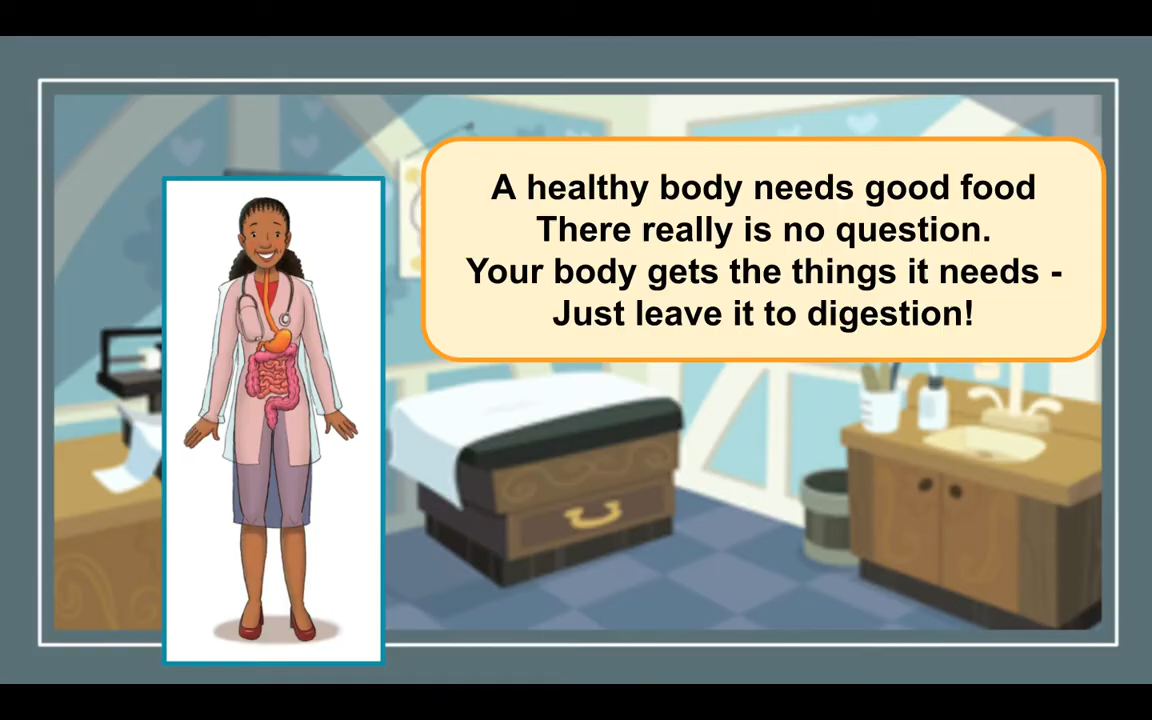 A healthy body needs good food
There really is no question.
Your body gets the things it needs -
Just leave it to digestion!